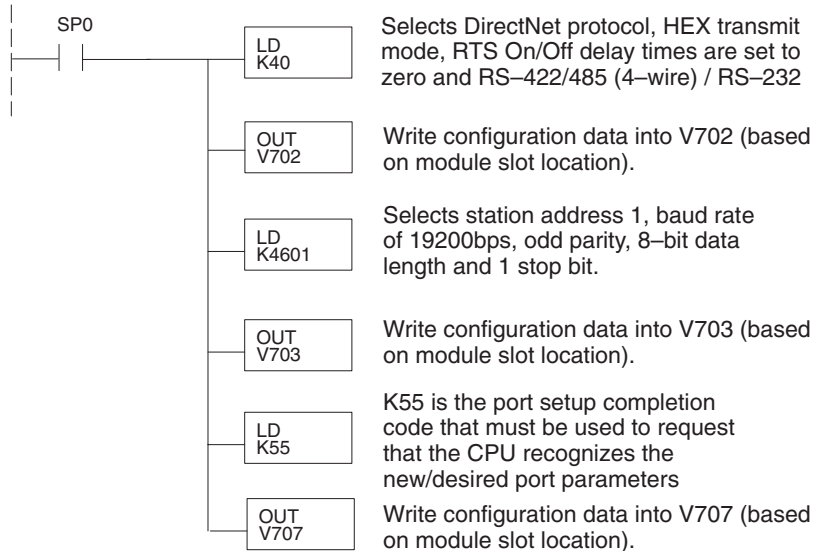 SP0
LD
K40
Selects DirectNet protocol, HEX transmit
mode, RTS On/Off delay times are set to
zero and RS–422/485 (4–wire) / RS–232
OUT
V702
Write configuration data into V702 (based
on module slot location).
LD
K4601
Selects station address 1, baud rate
of 19200bps, odd parity, 8–bit data
length and 1 stop bit.
OUT
V703
Write configuration data into V703 (based
on module slot location).
LD
K55
K55 is the port setup completion
code that must be used to request
that the CPU recognizes the
new/desired port parameters
OUT
V707
Write configuration data into V707 (based
on module slot location).